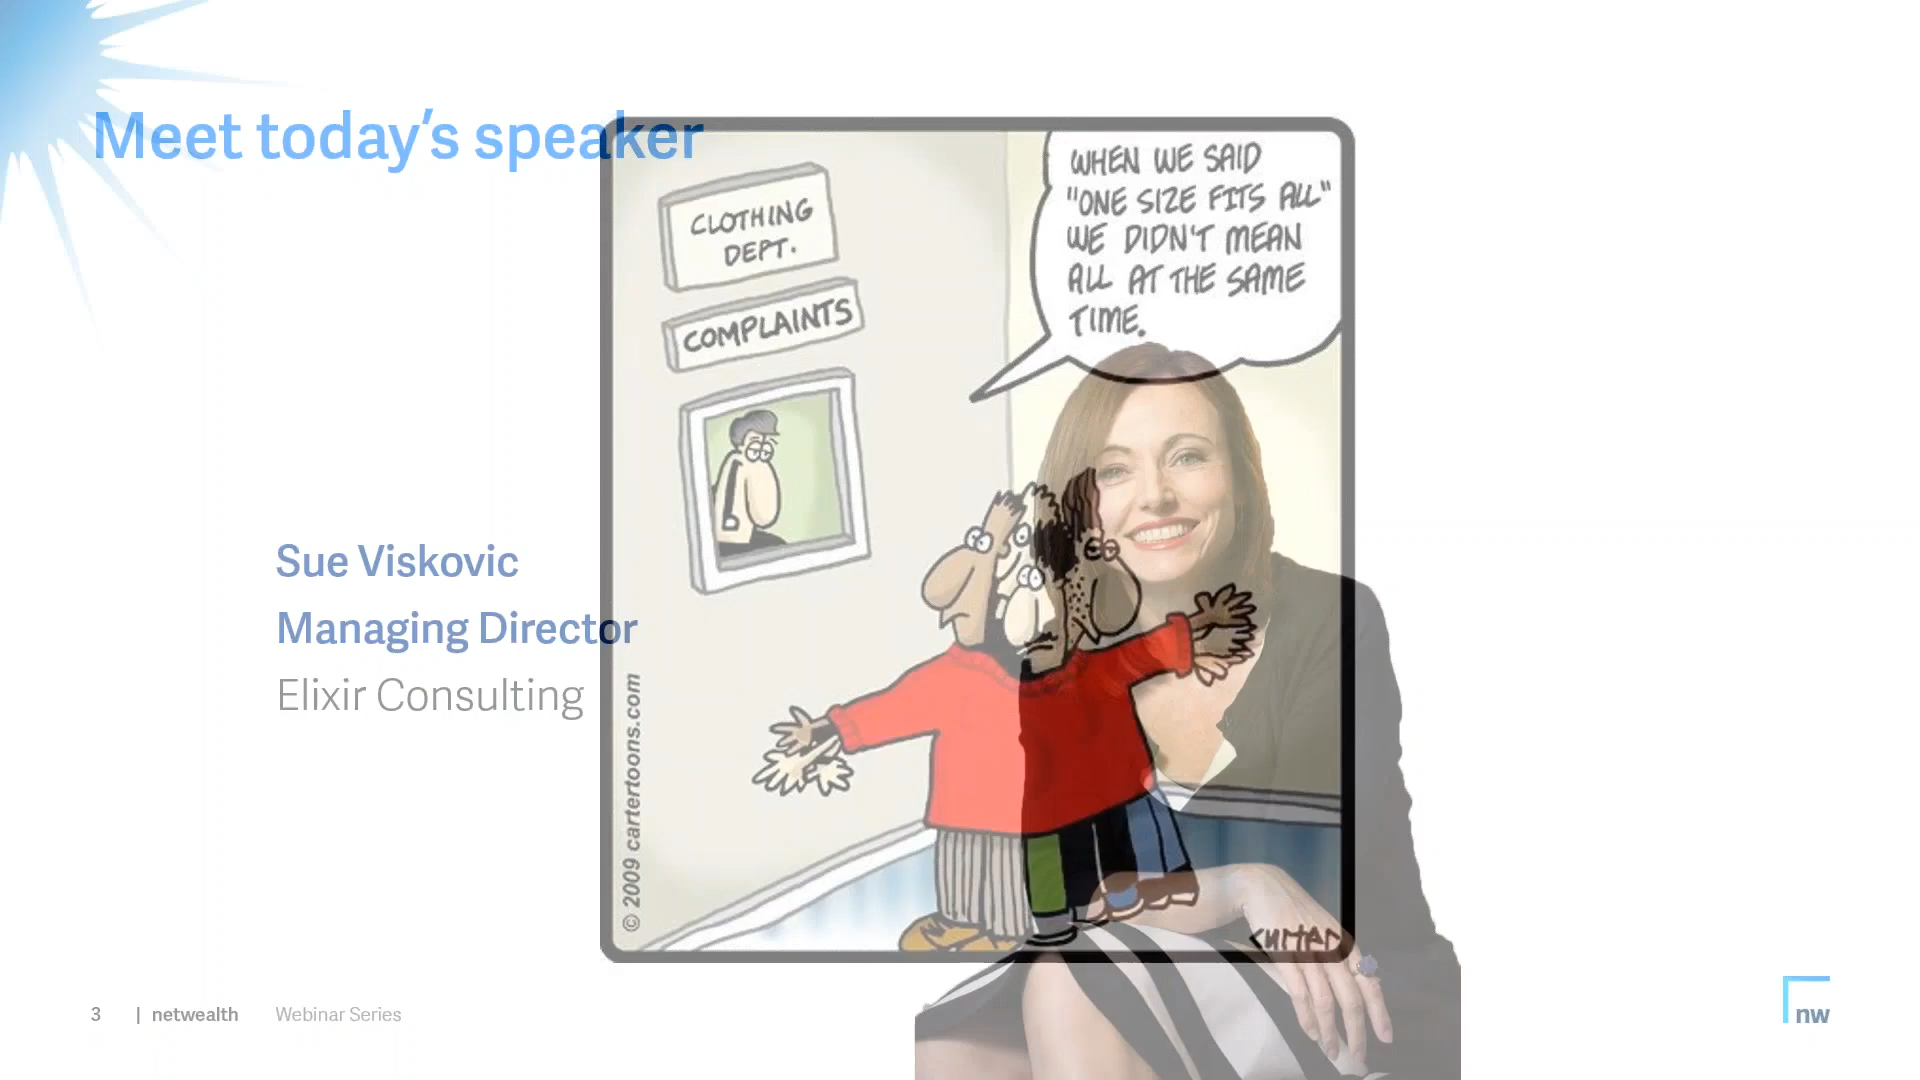 Meet today's speaker
CLOTHING
DEPT.
COMPLAINTS
WHEN WE SAID
"ONE SIZE FITS ALL"
WE DIDN'T MEAN
ALL AT THE SAME
TIME.
Sue Viskovic
Managing Director
Elixir Consulting
© 2009 cartertoons.com
3 | netwealth Webinar Series
nw